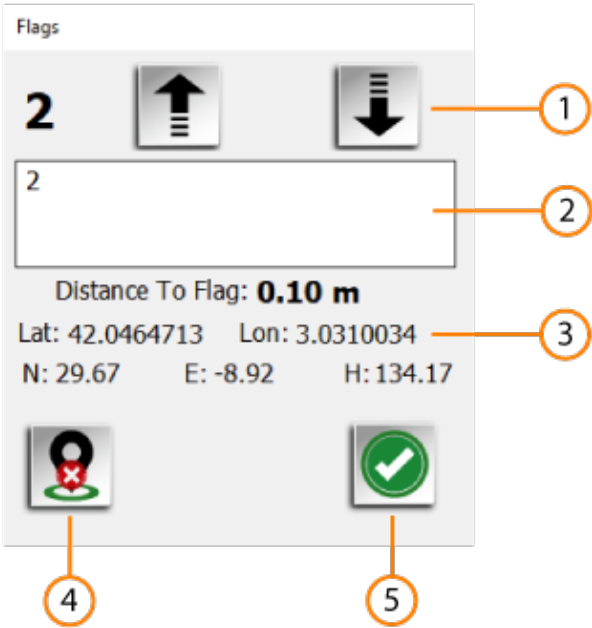 Flags
2
1
2
2
Distance To Flag: 0.10 m
Lat: 42.0464713 Lon: 3.0310034
3
N: 29.67 E: -8.92 H: 134.17
4 5